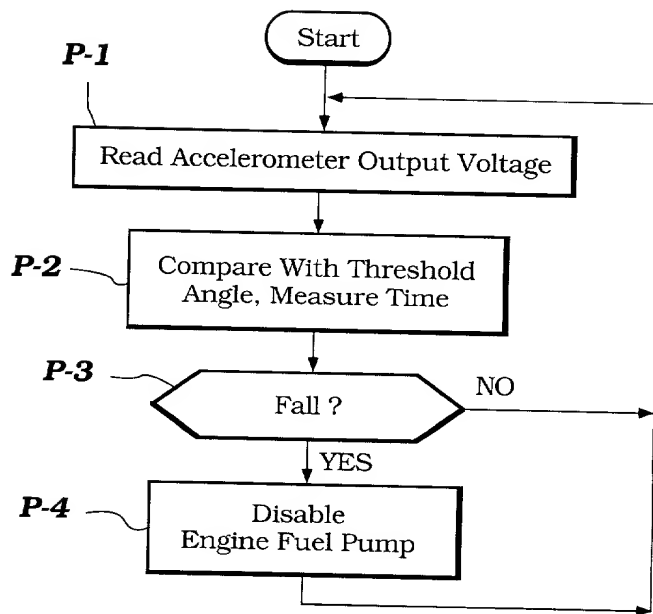 Start
P-1
Read Accelerometer Output Voltage
P-2
Compare With Threshold
Angle, Measure Time
P-3
Fall ?
NO
YES
P-4
Disable
Engine Fuel Pump